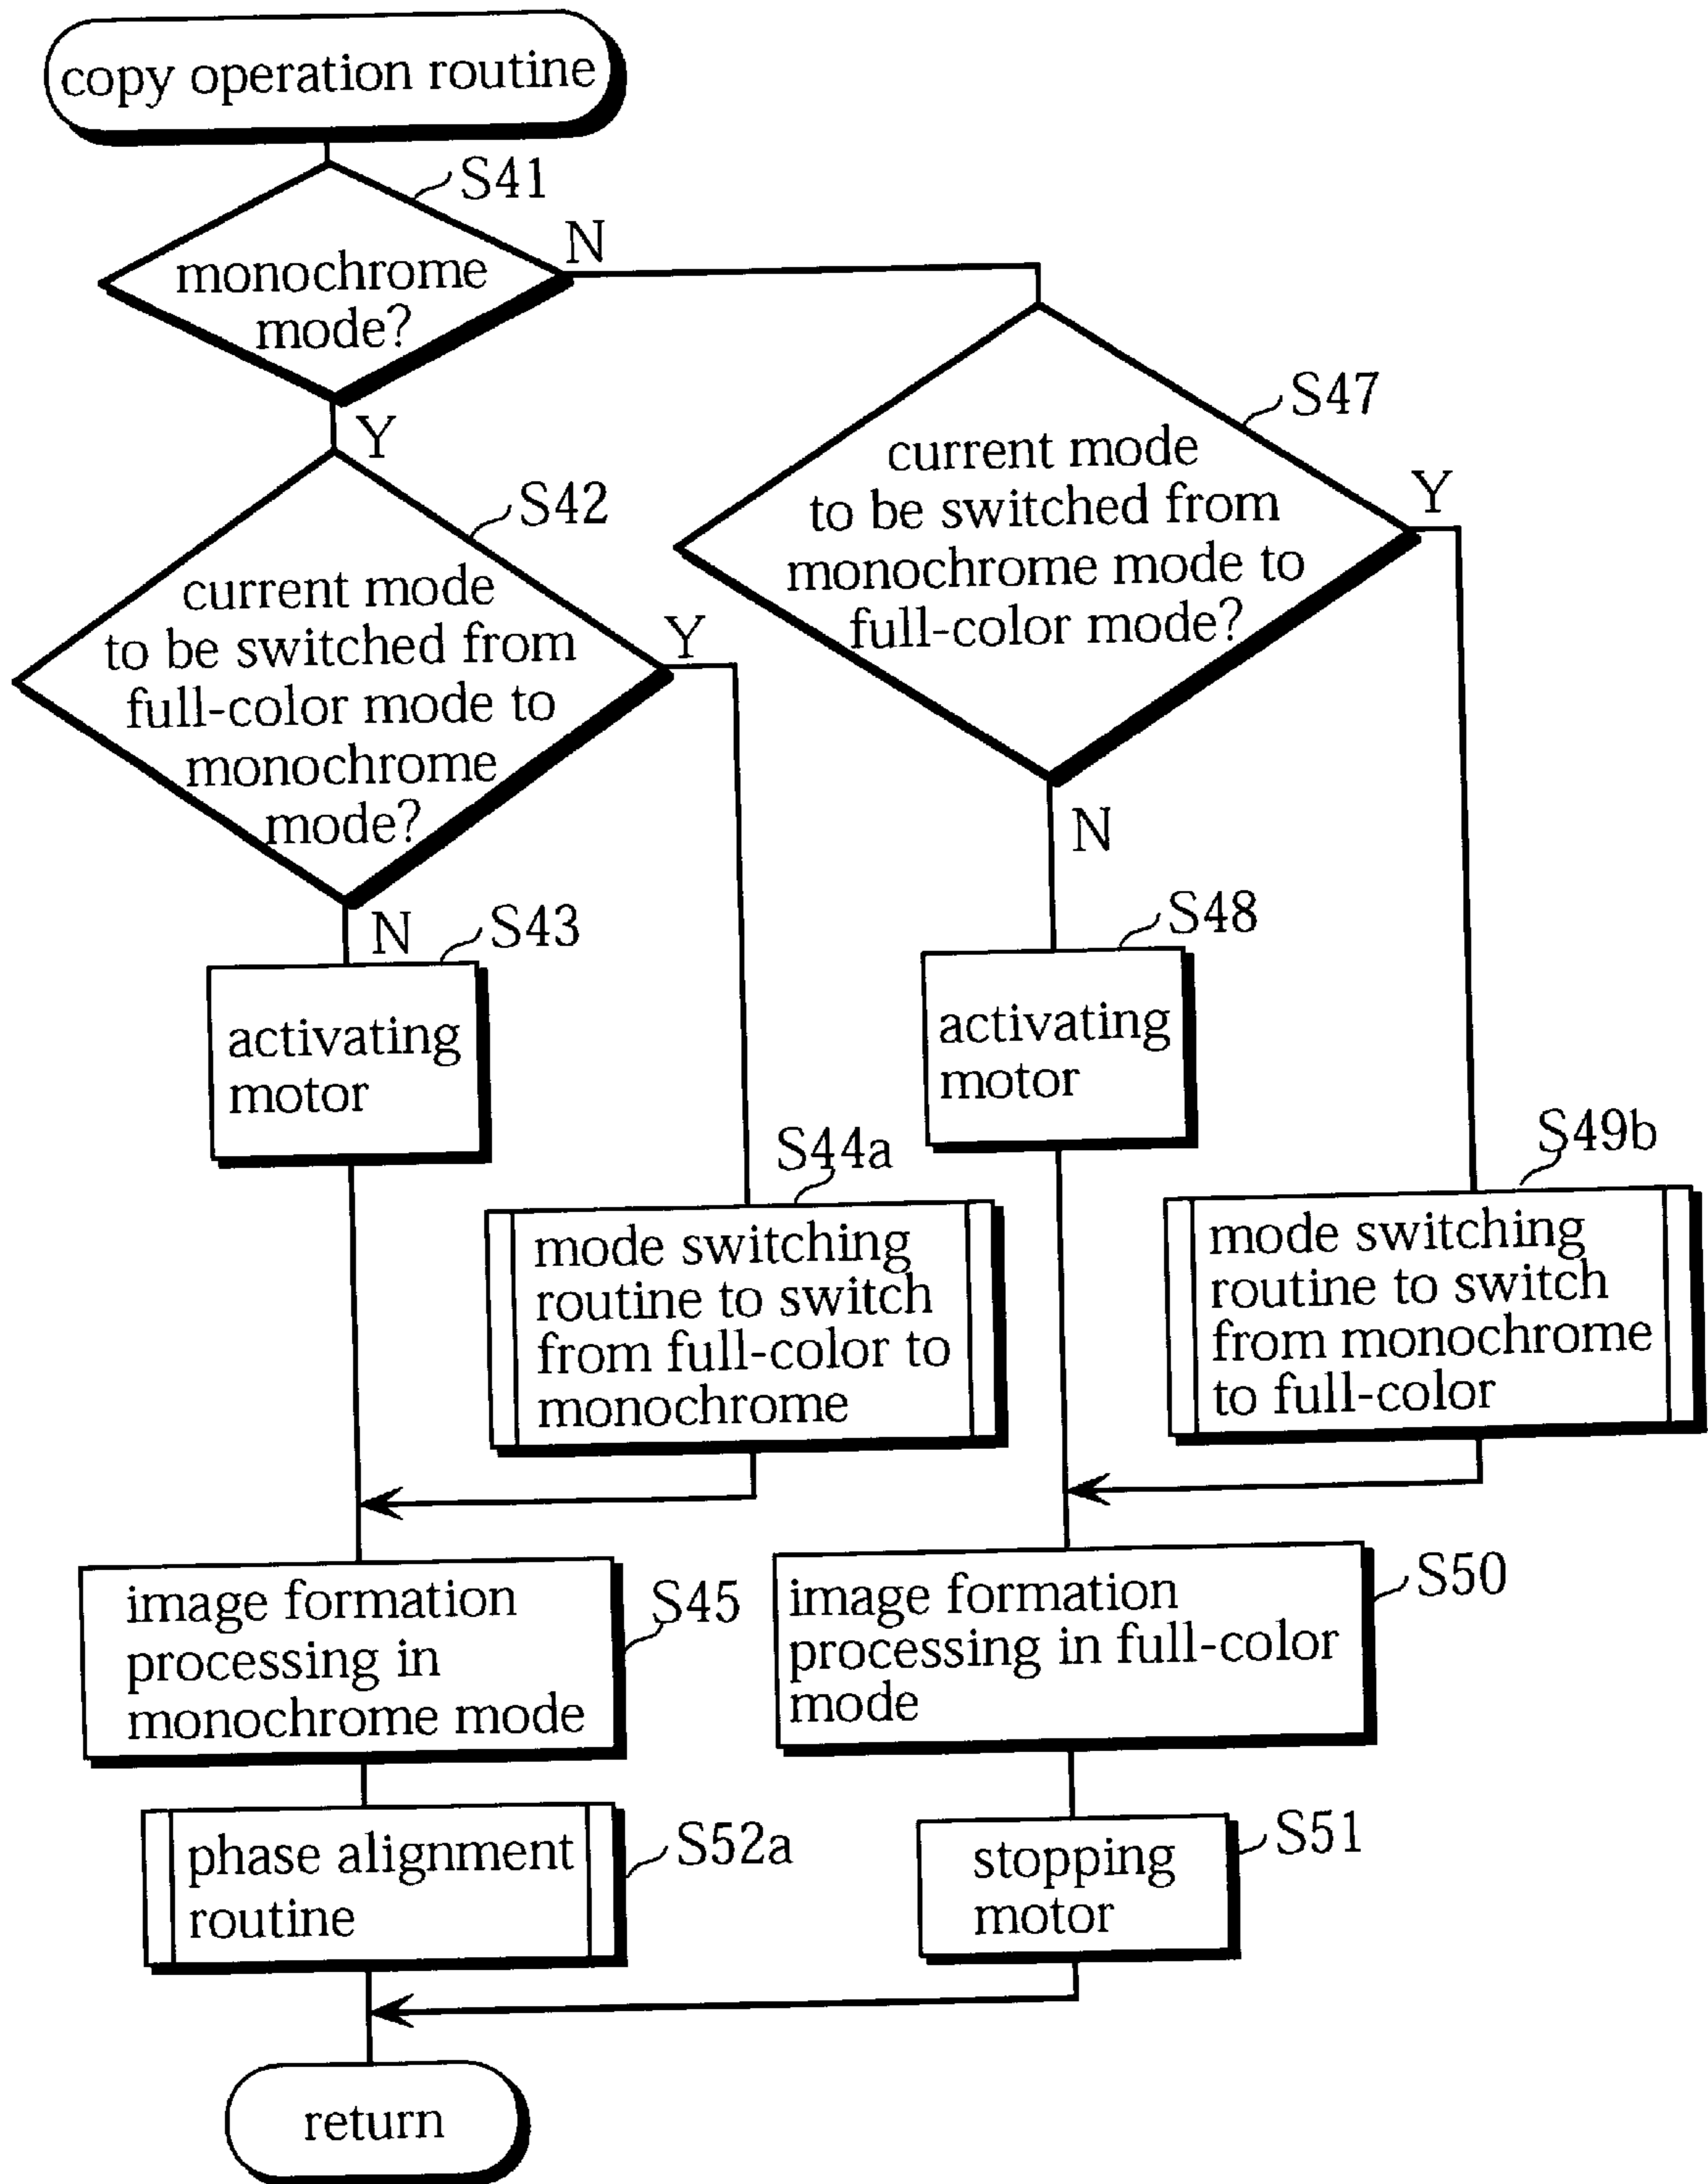 copy operation routine
S41
monochrome
mode?
N
Y
S42
current mode
to be switched from
full-color mode to
monochrome
mode?
Y
N
S43
activating
motor
S44a
mode switching
routine to switch
from full-color to
monochrome
S45
image formation
processing in
monochrome mode
S52a
phase alignment
routine
S47
current mode
to be switched from
monochrome mode to
full-color mode?
Y
N
S48
activating
motor
S49b
mode switching
routine to switch
from monochrome
to full-color
S50
image formation
processing in full-color
mode
S51
stopping
motor
return